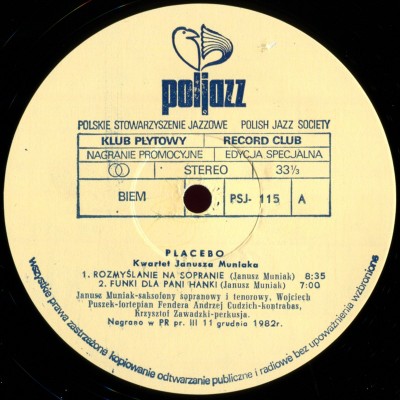 poljazz
POLSKIE STOWARZYSZENIE JAZZOWE POLISH JAZZ SOCIETY
KLUB PŁYTOWY RECORD CLUB
NAGRANIE PROMOCYJNE EDYCJA SPECJALNA
STEREO 33⅓
BIEM PSJ- 115 A
PLACEBO
Kwartet Janusza Muniaka
1. ROZMYŚLANIE NA SOPRANIE (Janusz Muniak) 8:35
2. FUNKI DLA PANI HANKI (Janusz Muniak) 7:00
Janusz Muniak-saksofony sopranowy i tenorowy, Wojciech
Puszek-fortepian Fendera Andrzej Cudzich-kontrabas,
Krzysztof Zawadzki-perkusja.
Nagrano w PR pr. III 11 grudnia 1982r.
wszystkie prawa zastrzeżone kopiowanie odtwarzanie publiczne i radiowe bez upoważnienia wzbronione